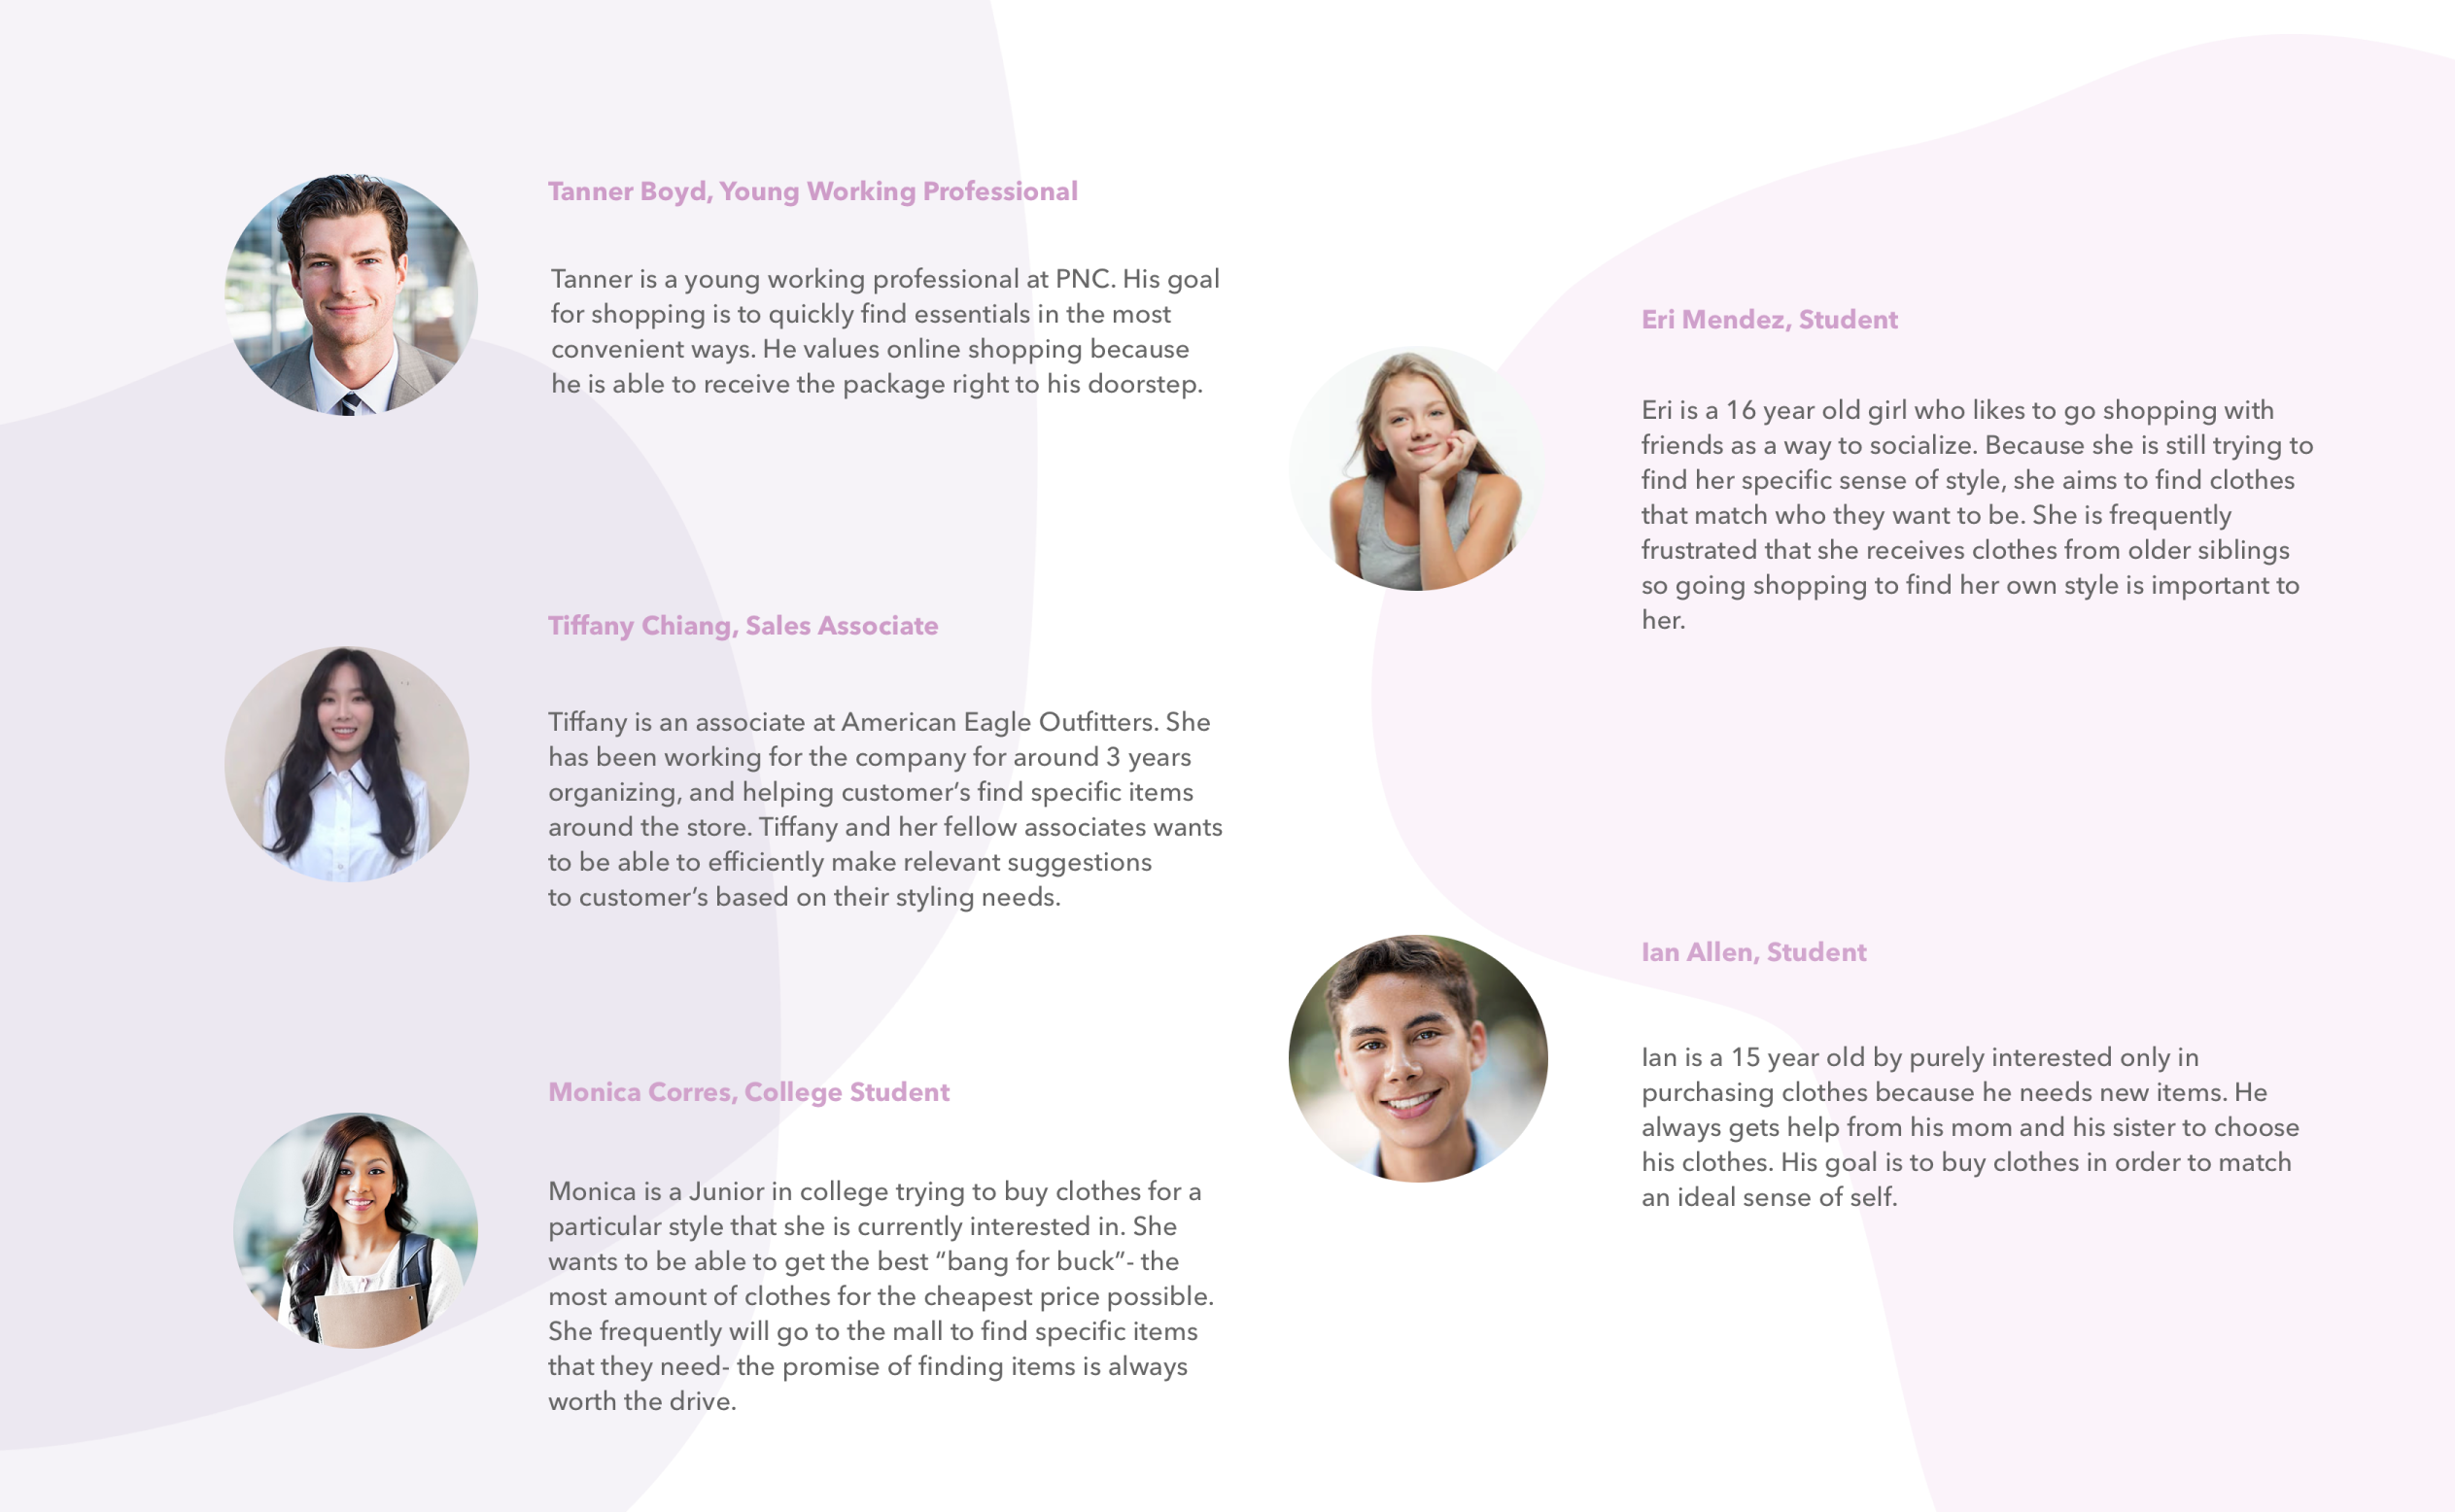 Tanner Boyd, Young Working Professional
Tanner is a young working professional at PNC. His goal
for shopping is to quickly find essentials in the most
convenient ways. He values online shopping because
he is able to receive the package right to his doorstep.
Tiffany Chiang, Sales Associate
Tiffany is an associate at American Eagle Outfitters. She
has been working for the company for around 3 years
organizing, and helping customer’s find specific items
around the store. Tiffany and her fellow associates wants
to be able to efficiently make relevant suggestions
to customer’s based on their styling needs.
Monica Corres, College Student
Monica is a Junior in college trying to buy clothes for a
particular style that she is currently interested in. She
wants to be able to get the best “bang for buck”- the
most amount of clothes for the cheapest price possible.
She frequently will go to the mall to find specific items
that they need- the promise of finding items is always
worth the drive.
Eri Mendez, Student
Eri is a 16 year old girl who likes to go shopping with
friends as a way to socialize. Because she is still trying to
find her specific sense of style, she aims to find clothes
that match who they want to be. She is frequently
frustrated that she receives clothes from older siblings
so going shopping to find her own style is important to
her.
Ian Allen, Student
Ian is a 15 year old by purely interested only in
purchasing clothes because he needs new items. He
always gets help from his mom and his sister to choose
his clothes. His goal is to buy clothes in order to match
an ideal sense of self.